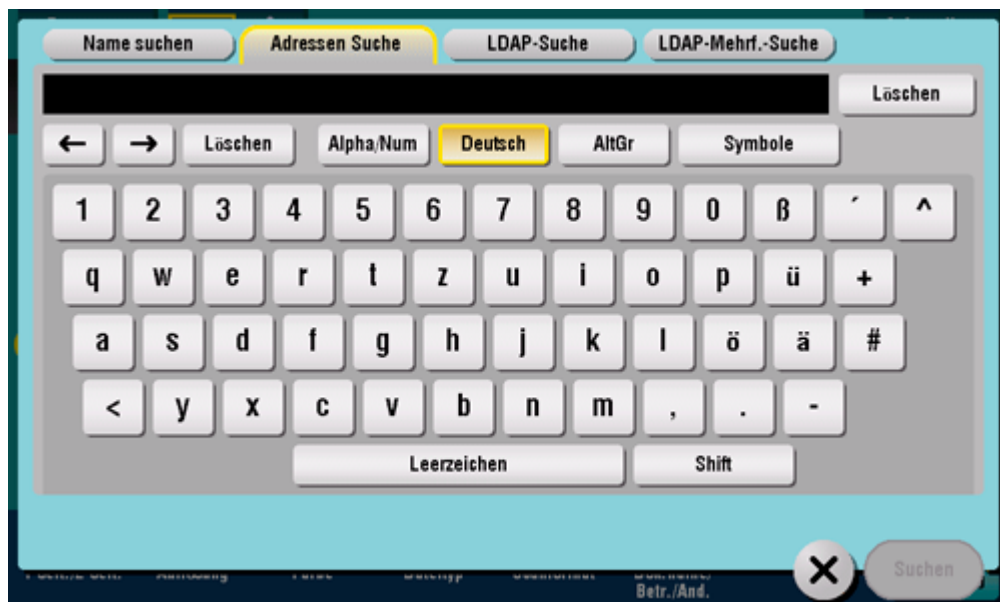 Name suchen Adressen Suche LDAP-Suche LDAP-Mehrf.-Suche
Löschen
← → Löschen Alpha/Num Deutsch AltGr Symbole
1 2 3 4 5 6 7 8 9 0 ß ´ ^
q w e r t z u i o p ü +
a s d f g h j k l ö ä #
< y x c v b n m , . -
Leerzeichen Shift
Suchen
Betr./And.